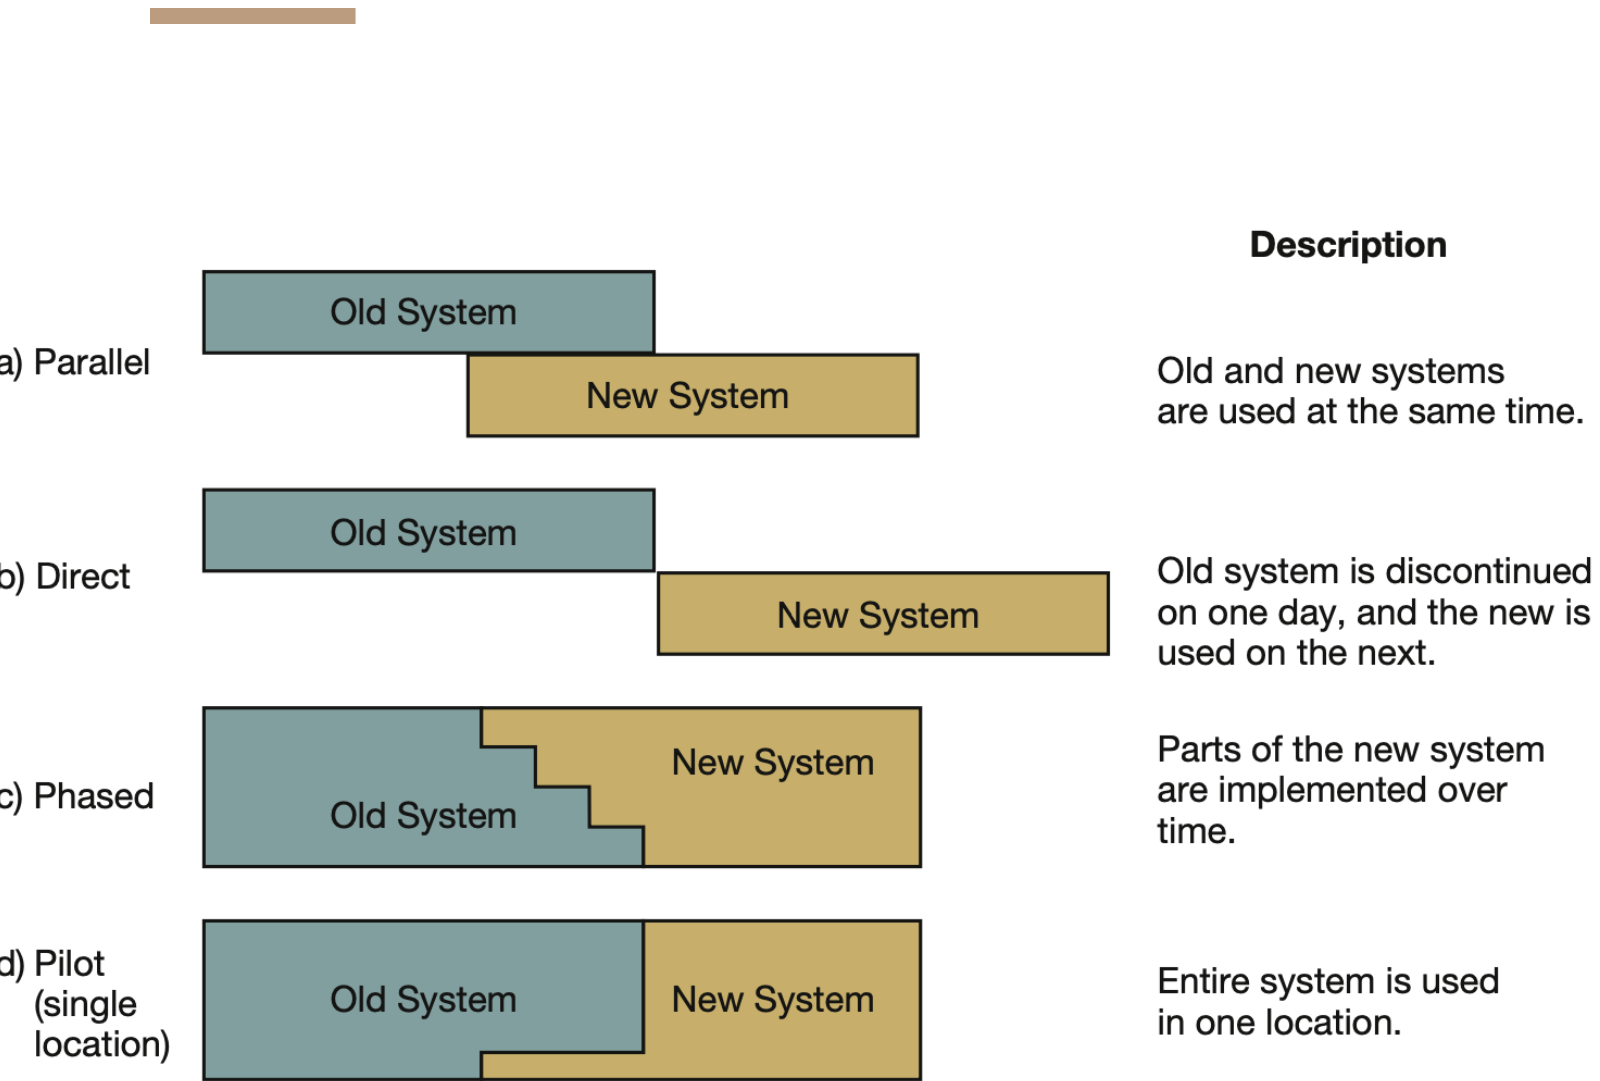 Description
a) Parallel
Old System
New System
Old and new systems
are used at the same time.
b) Direct
Old System
New System
Old system is discontinued
on one day, and the new is
used on the next.
c) Phased
Old System
New System
Parts of the new system
are implemented over
time.
d) Pilot
(single
location)
Old System
New System
Entire system is used
in one location.